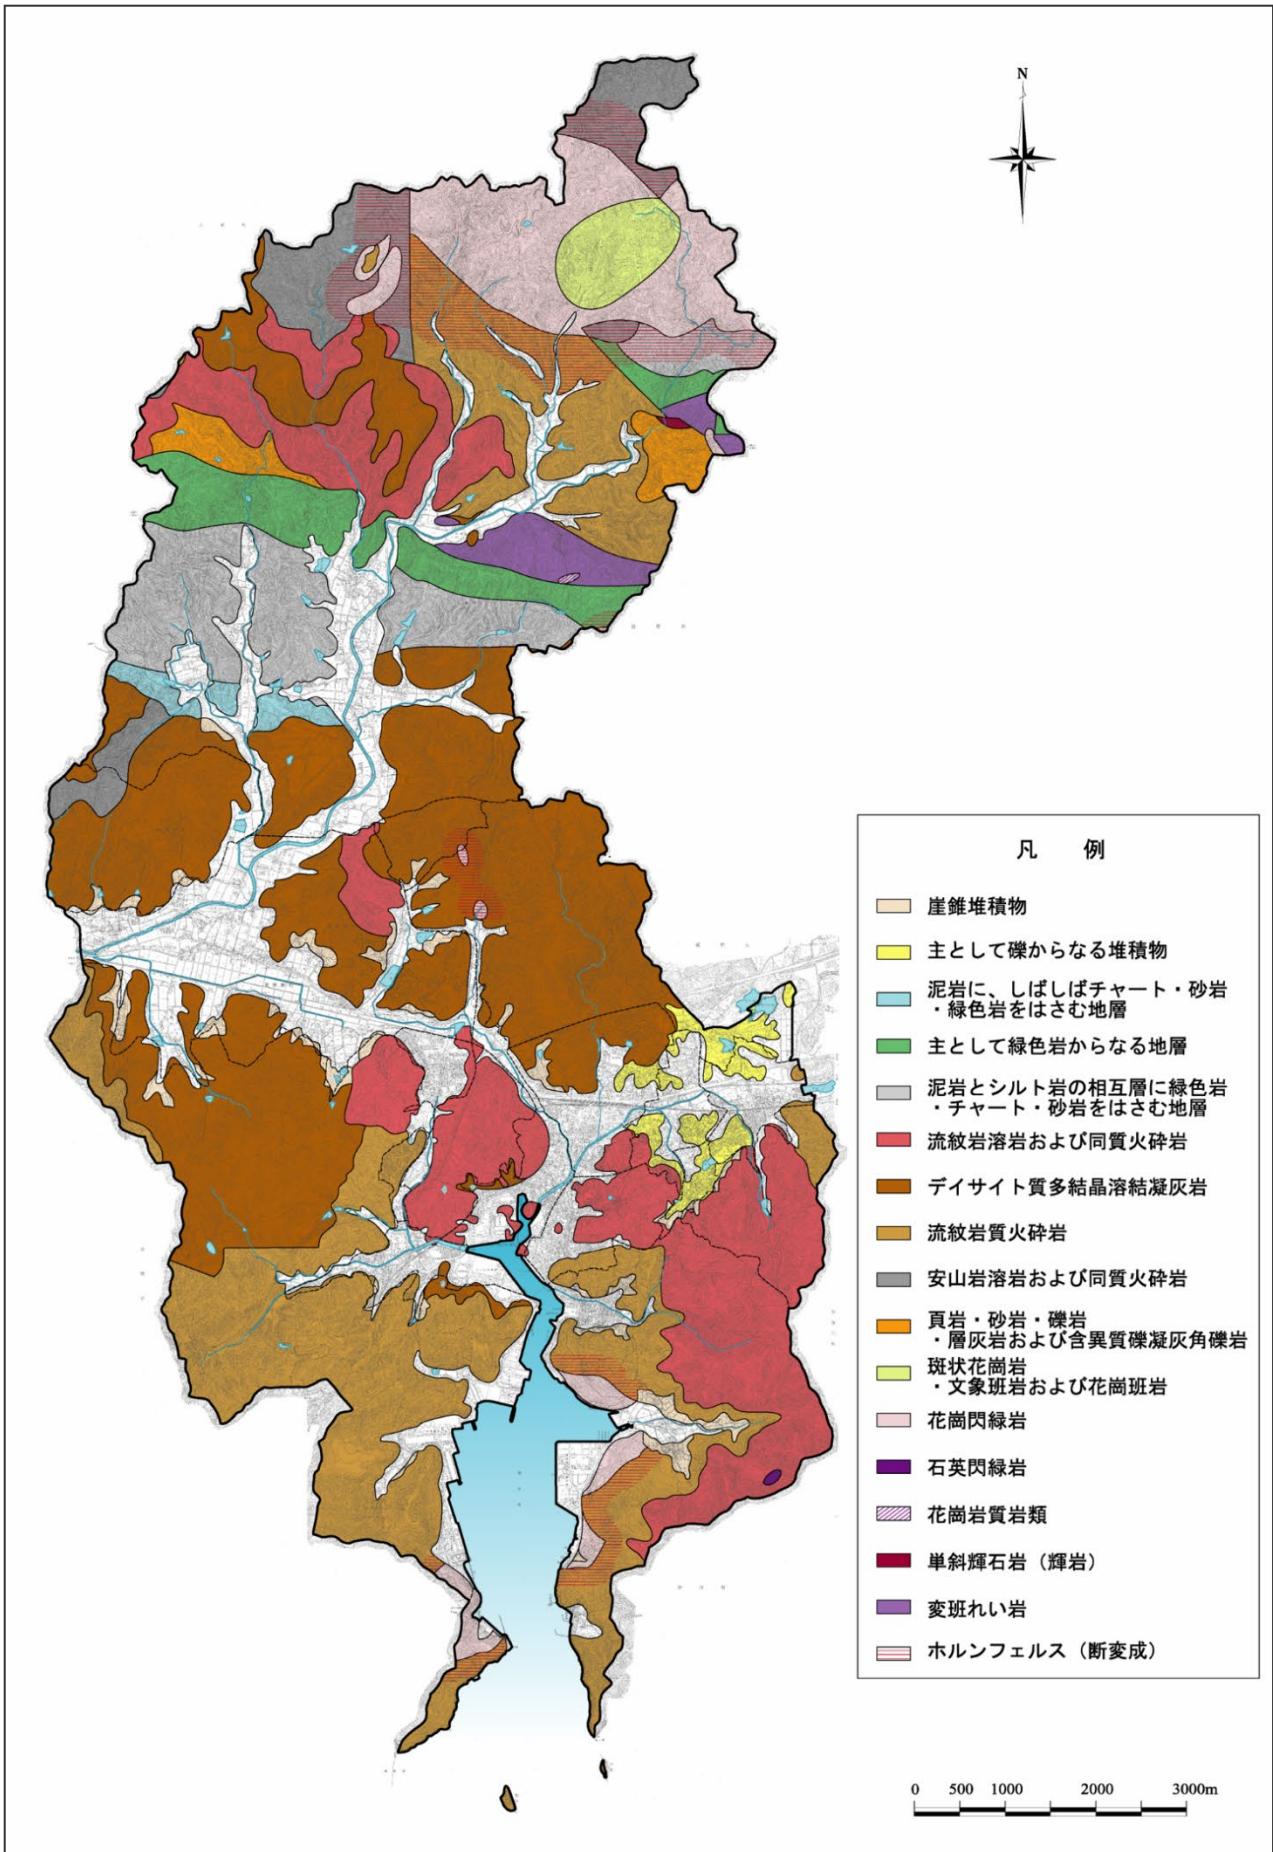 N
凡 例
崖錐堆積物
主として礫からなる堆積物
泥岩に、しばしばチャート・砂岩
・緑色岩をはさむ地層
主として緑色岩からなる地層
泥岩とシルト岩の相互層に緑色岩
・チャート・砂岩をはさむ地層
流紋岩溶岩および同質火砕岩
デイサイト質多結晶溶結凝灰岩
流紋岩質火砕岩
安山岩溶岩および同質火砕岩
頁岩・砂岩・礫岩
・層灰岩および含異質礫凝灰角礫岩
斑状花崗岩
・文象斑岩および花崗斑岩
花崗閃緑岩
石英閃緑岩
花崗岩質岩類
単斜輝石岩（輝岩）
変斑れい岩
ホルンフェルス（断変成）
0 500 1000 2000 3000m